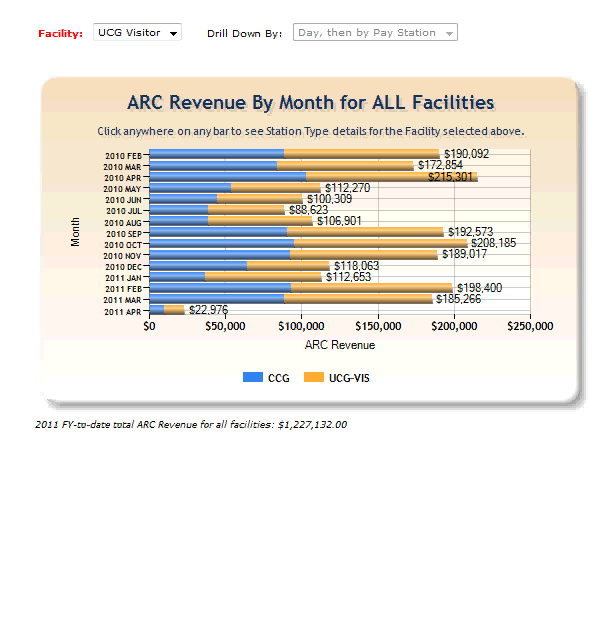 Facility: UCG Visitor Drill Down By: Day, then by Pay Station
ARC Revenue By Month for ALL Facilities
Click anywhere on any bar to see Station Type details for the Facility selected above.
Month
2010 FEB $190,092
2010 MAR $172,854
2010 APR $215,301
2010 MAY $112,270
2010 JUN $100,309
2010 JUL $88,623
2010 AUG $106,901
2010 SEP $192,573
2010 OCT $208,185
2010 NOV $189,017
2010 DEC $118,063
2011 JAN $112,653
2011 FEB $198,400
2011 MAR $185,266
2011 APR $22,976
$0 $50,000 $100,000 $150,000 $200,000 $250,000
ARC Revenue
CCG UCG-VIS
2011 FY-to-date total ARC Revenue for all facilities: $1,227,132.00